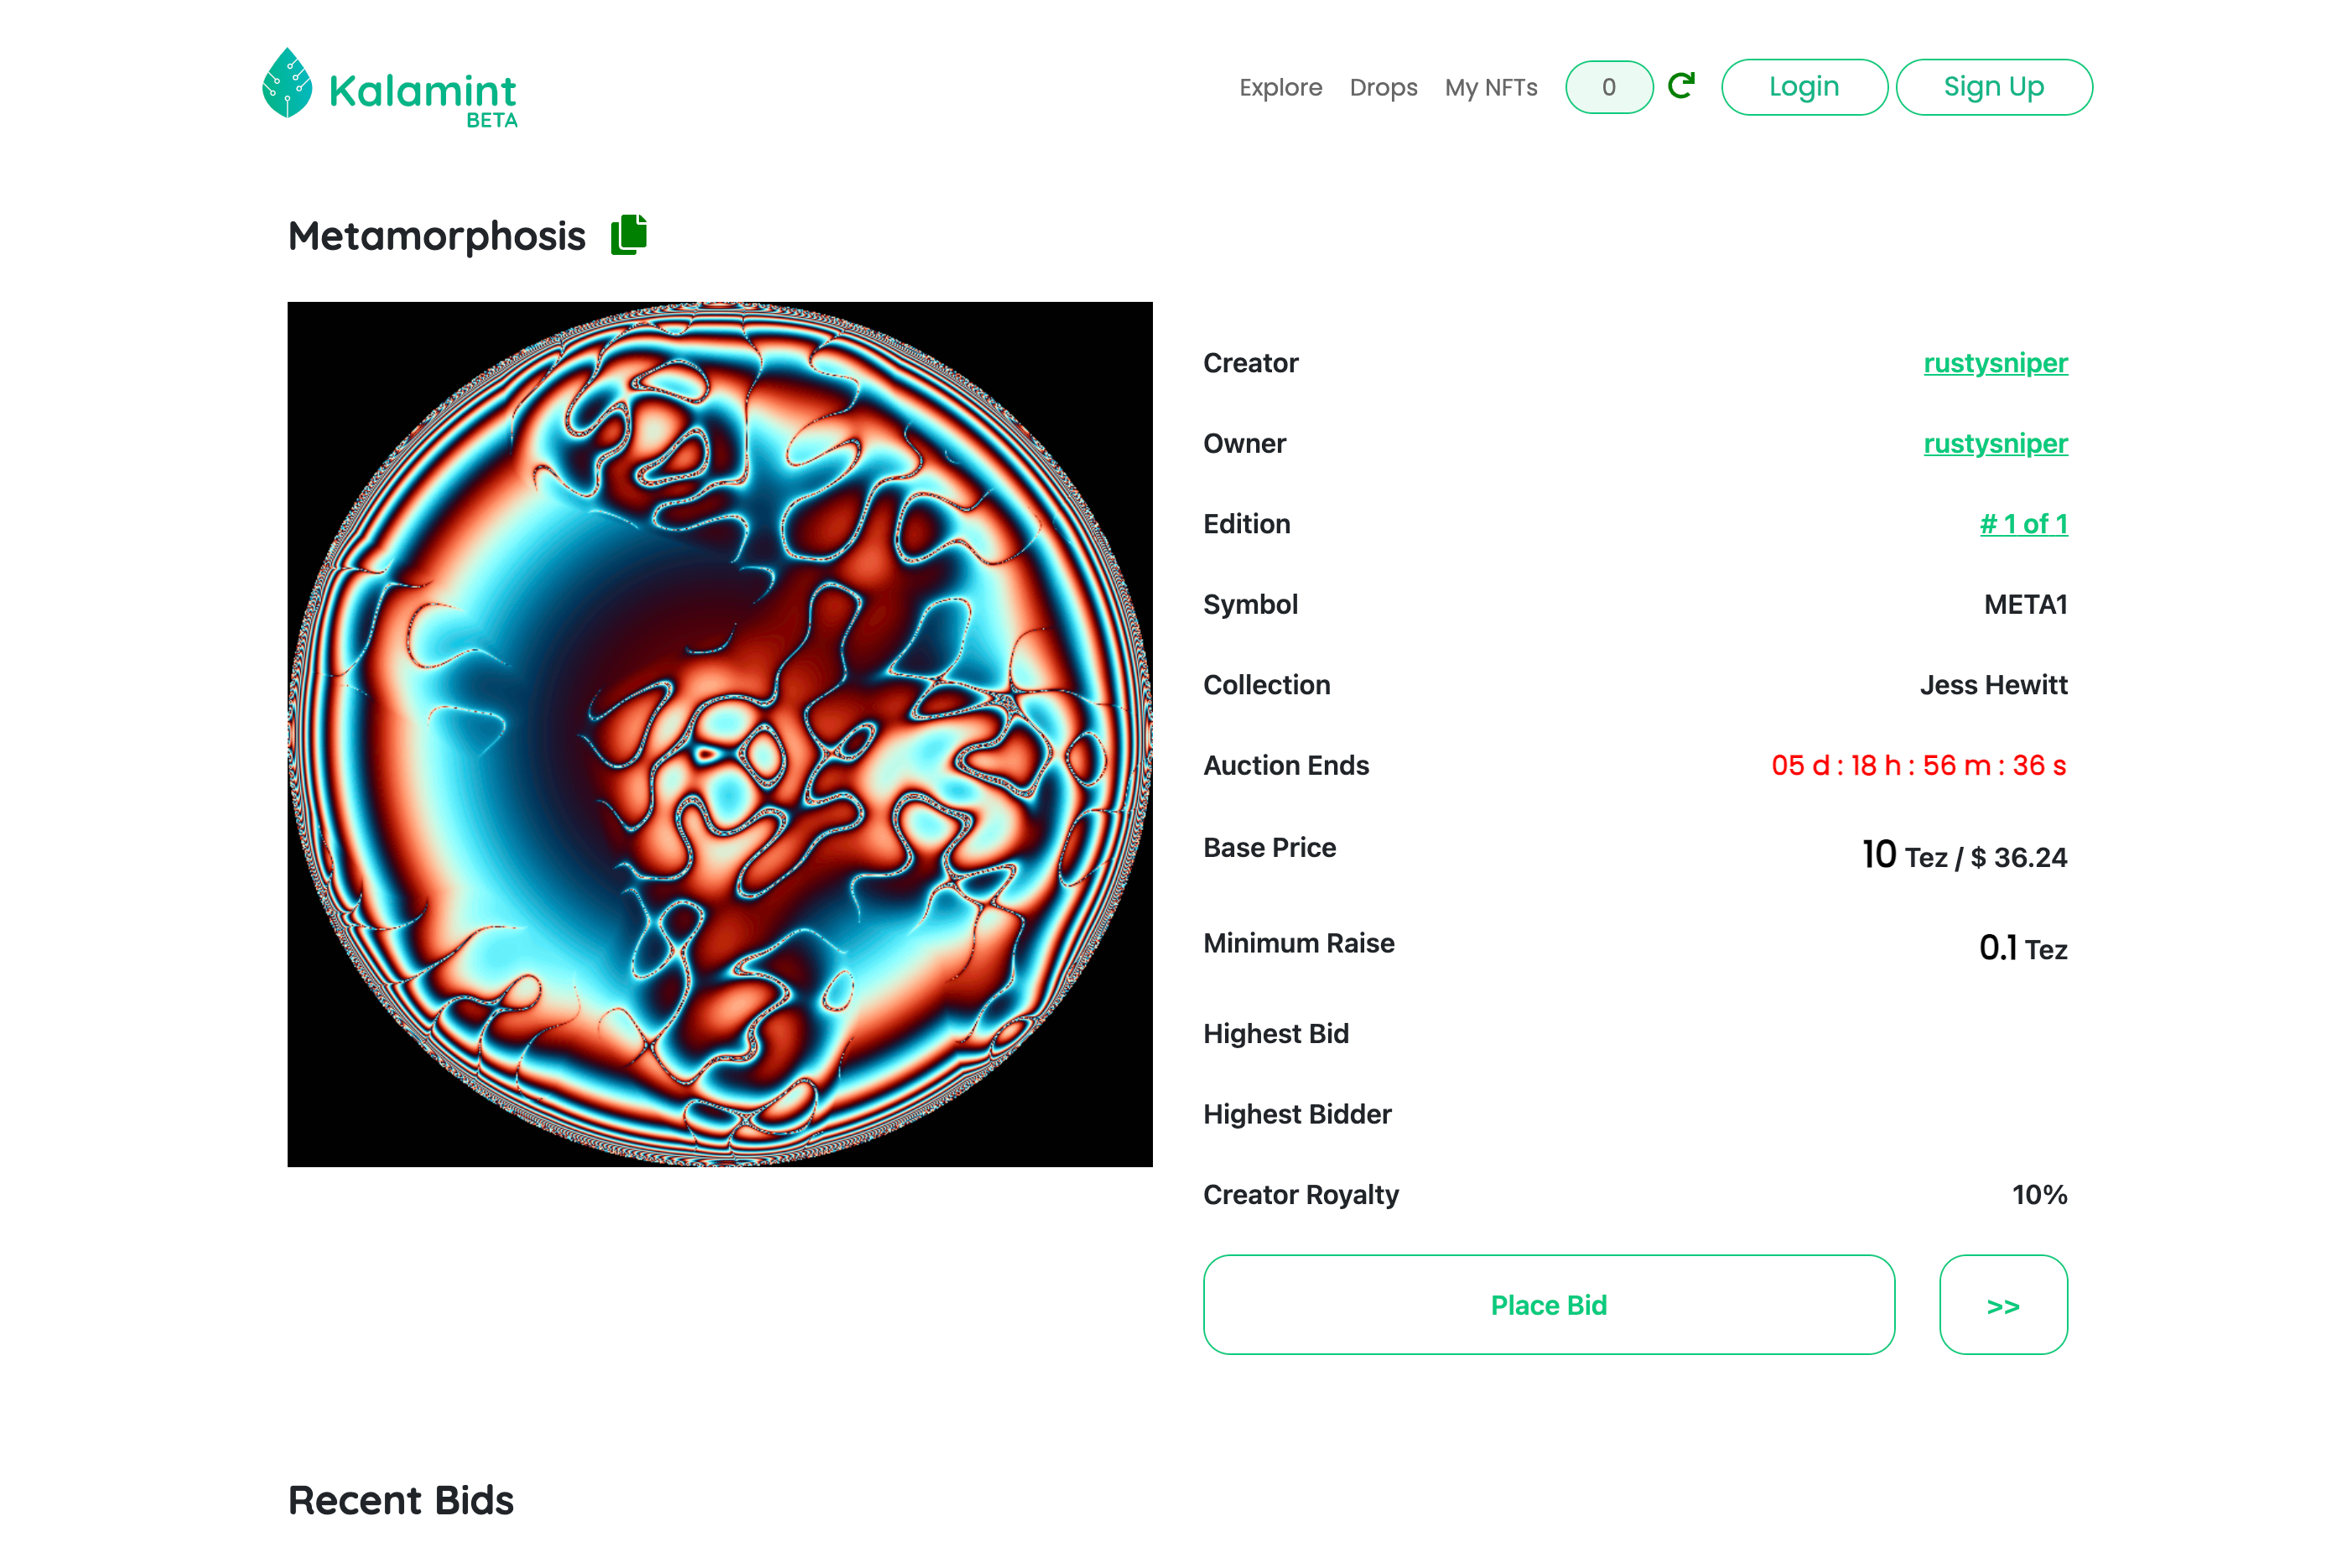 Kalamint
BETA
Explore Drops My NFTs 0 Login Sign Up
Metamorphosis
Creator rustysniper
Owner rustysniper
Edition # 1 of 1
Symbol META1
Collection Jess Hewitt
Auction Ends 05 d : 18 h : 56 m : 36 s
Base Price 10 Tez / $ 36.24
Minimum Raise 0.1 Tez
Highest Bid
Highest Bidder
Creator Royalty 10%
Place Bid >>
Recent Bids